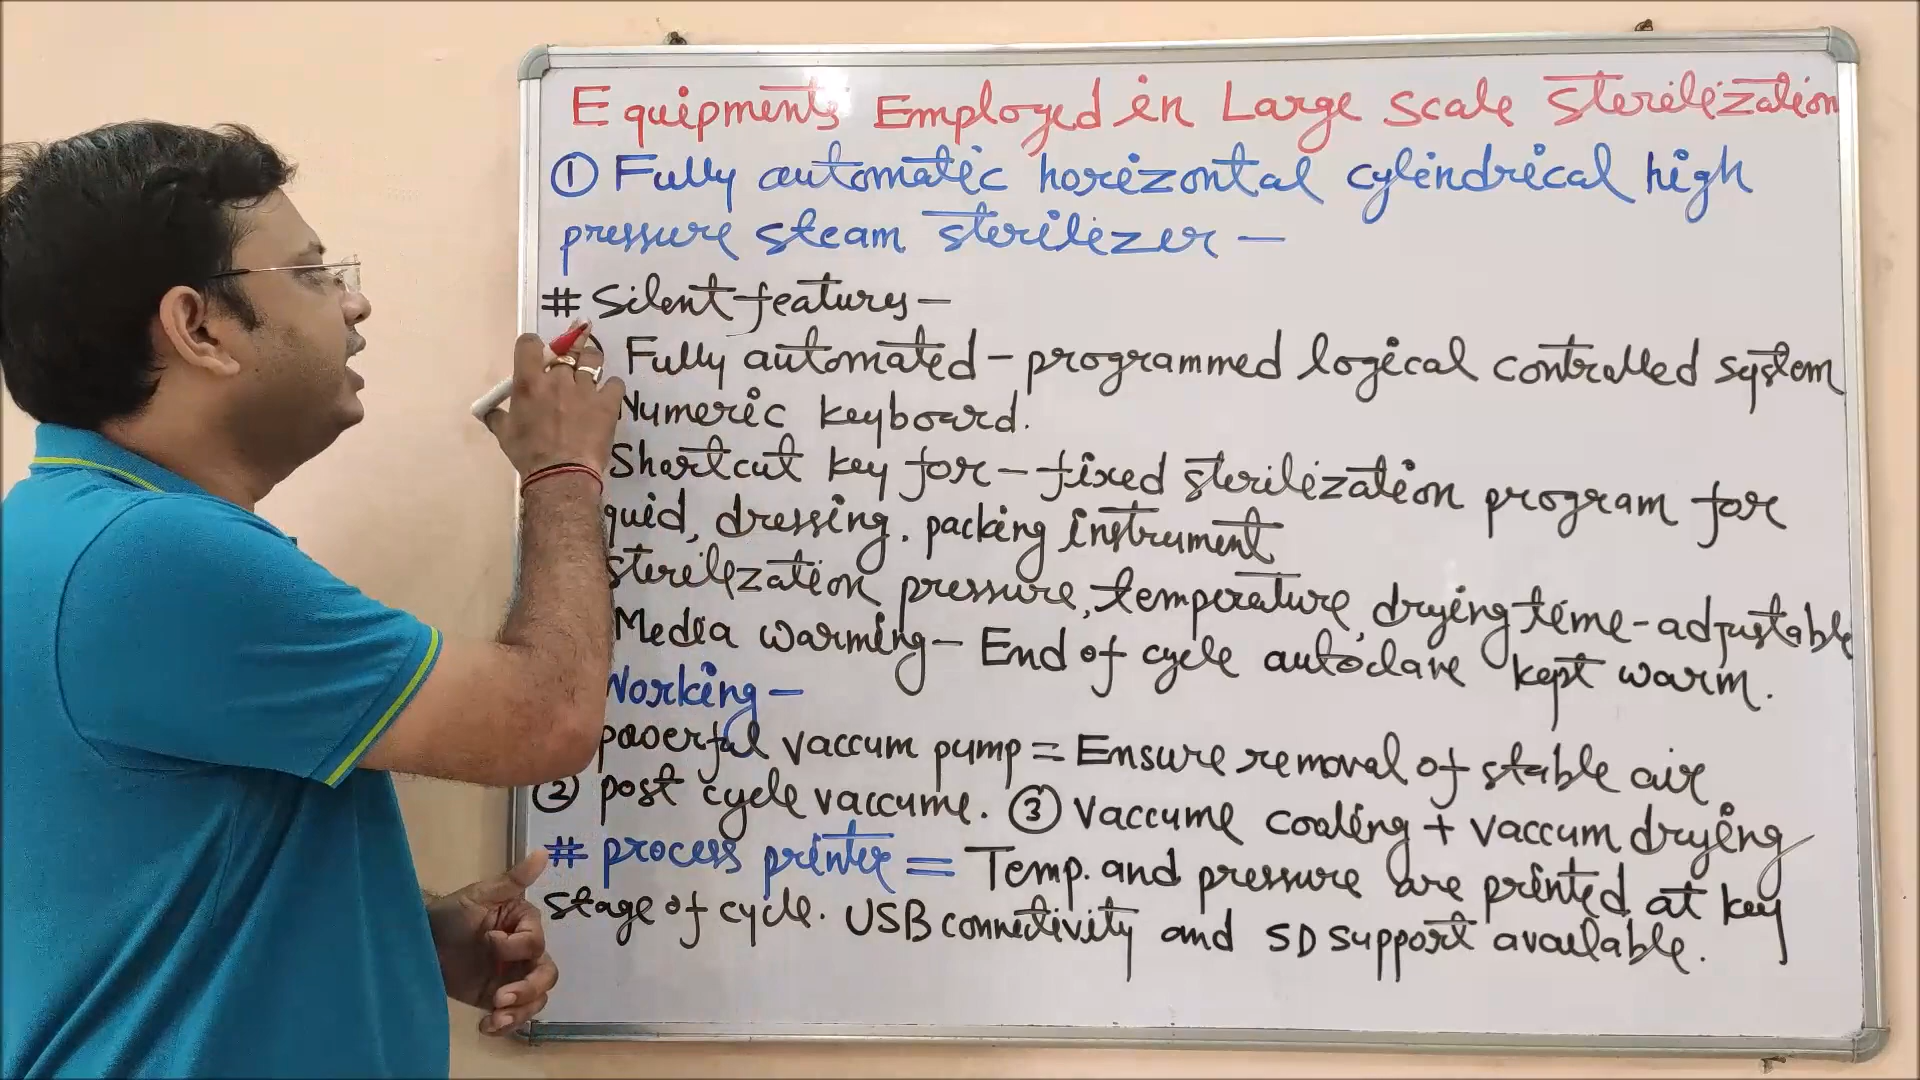 Equipments Employed in Large Scale Sterilization
① Fully automatic horizontal cylindrical high
pressure steam sterilizer –
# Silent features –
Fully automated – programmed logical controlled system
Numeric keyboard.
Shortcut key for – fixed sterilization program for
quid, dressing. packing instrument
sterilization pressure, temperature, drying time - adjustable
Media warming – End of cycle autoclave kept warm.
Working –
powerful vaccum pump = Ensure removal of stable air
② post cycle vaccume. ③ vaccume cooling + vaccum drying
# process printer = Temp. and pressure are printed at key
stage of cycle. USB connectivity and SD support available.